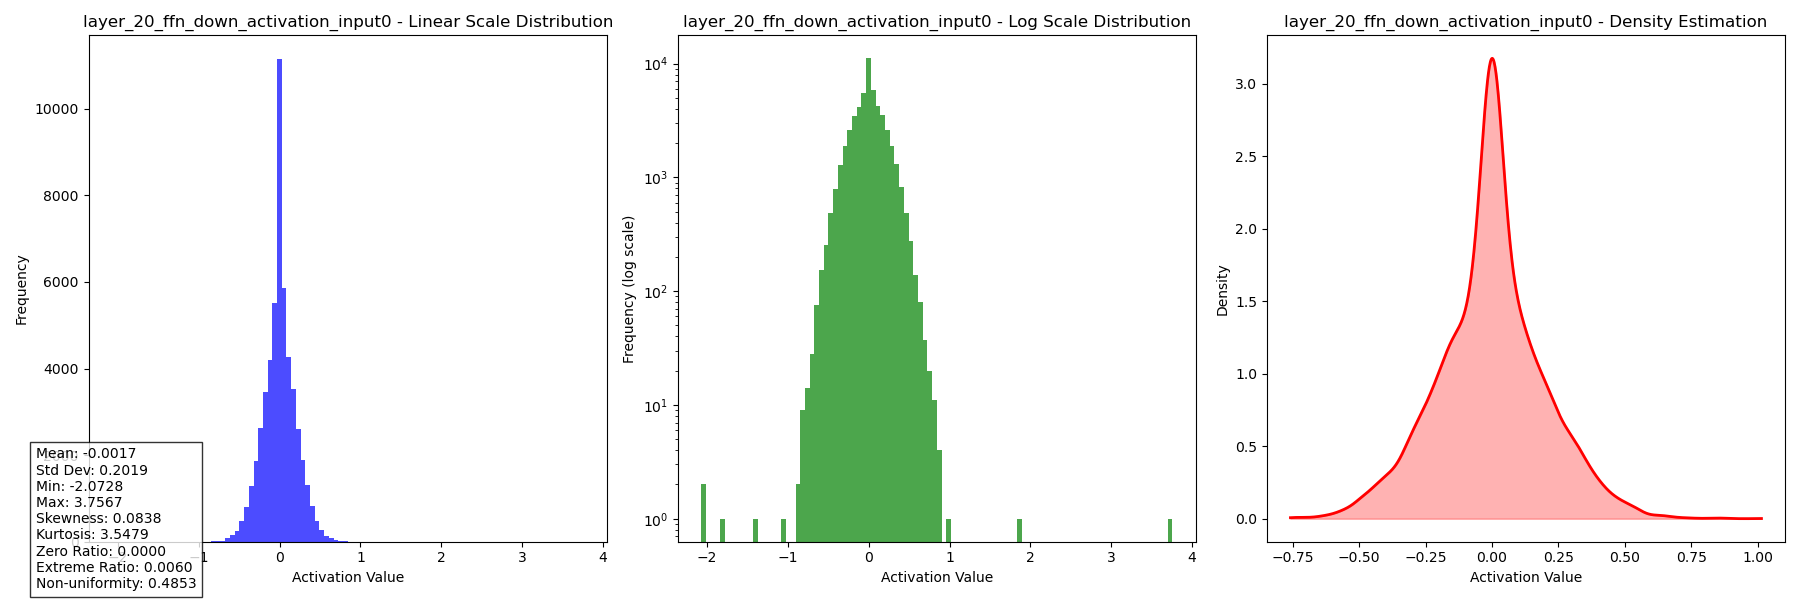 layer_20_ffn_down_activation_input0 - Linear Scale Distribution
10000
8000
6000
4000
Frequency
−1
0
1
2
3
4
Activation Value
Mean: -0.0017
Std Dev: 0.2019
Min: -2.0728
Max: 3.7567
Skewness: 0.0838
Kurtosis: 3.5479
Zero Ratio: 0.0000
Extreme Ratio: 0.0060
Non-uniformity: 0.4853
layer_20_ffn_down_activation_input0 - Log Scale Distribution
10⁴
10³
10²
10¹
10⁰
Frequency (log scale)
−2
−1
0
1
2
3
4
Activation Value
layer_20_ffn_down_activation_input0 - Density Estimation
3.0
2.5
2.0
1.5
1.0
0.5
0.0
Density
−0.75
−0.50
−0.25
0.00
0.25
0.50
0.75
1.00
Activation Value